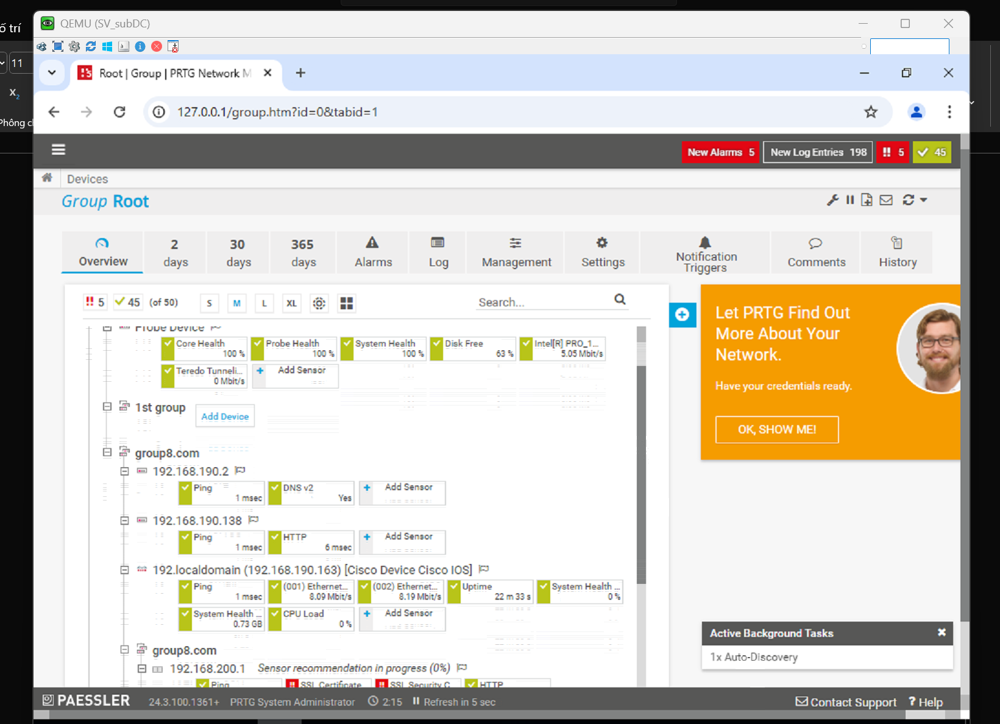 QEMU (SV_subDC)
ố trí
11
X2
Phông c
Root | Group | PRTG Network M
127.0.0.1/group.htm?id=0&tabid=1
New Alarms 5
New Log Entries 198
!! 5
45
Devices
Group Root
Overview
2 days
30 days
365 days
Alarms
Log
Management
Settings
Notification Triggers
Comments
History
!! 5
45
(of 50)
S
M
L
XL
Search...
Probe Device
Core Health 100 %
Probe Health 100 %
System Health 100 %
Disk Free 63 %
Intel[R] PRO_1... 5.05 Mbit/s
Teredo Tunneli... 0 Mbit/s
Add Sensor
1st group
Add Device
group8.com
192.168.190.2
Ping 1 msec
DNS v2 Yes
Add Sensor
192.168.190.138
Ping 1 msec
HTTP 6 msec
Add Sensor
192.localdomain (192.168.190.163) [Cisco Device Cisco IOS]
Ping 1 msec
(001) Ethernet... 8.09 Mbit/s
(002) Ethernet... 8.19 Mbit/s
Uptime 22 m 33 s
System Health ... 0 %
System Health ... 0.73 GB
CPU Load 0 %
Add Sensor
group8.com
192.168.200.1 Sensor recommendation in progress (0%)
Ping
!! SSL Certificate
!! SSL Security C
HTTP
Let PRTG Find Out
More About Your
Network.
Have your credentials ready.
OK, SHOW ME!
Active Background Tasks
1x Auto-Discovery
PAESSLER
24.3.100.1361+
PRTG System Administrator
2:15
Refresh in 5 sec
Contact Support
? Help